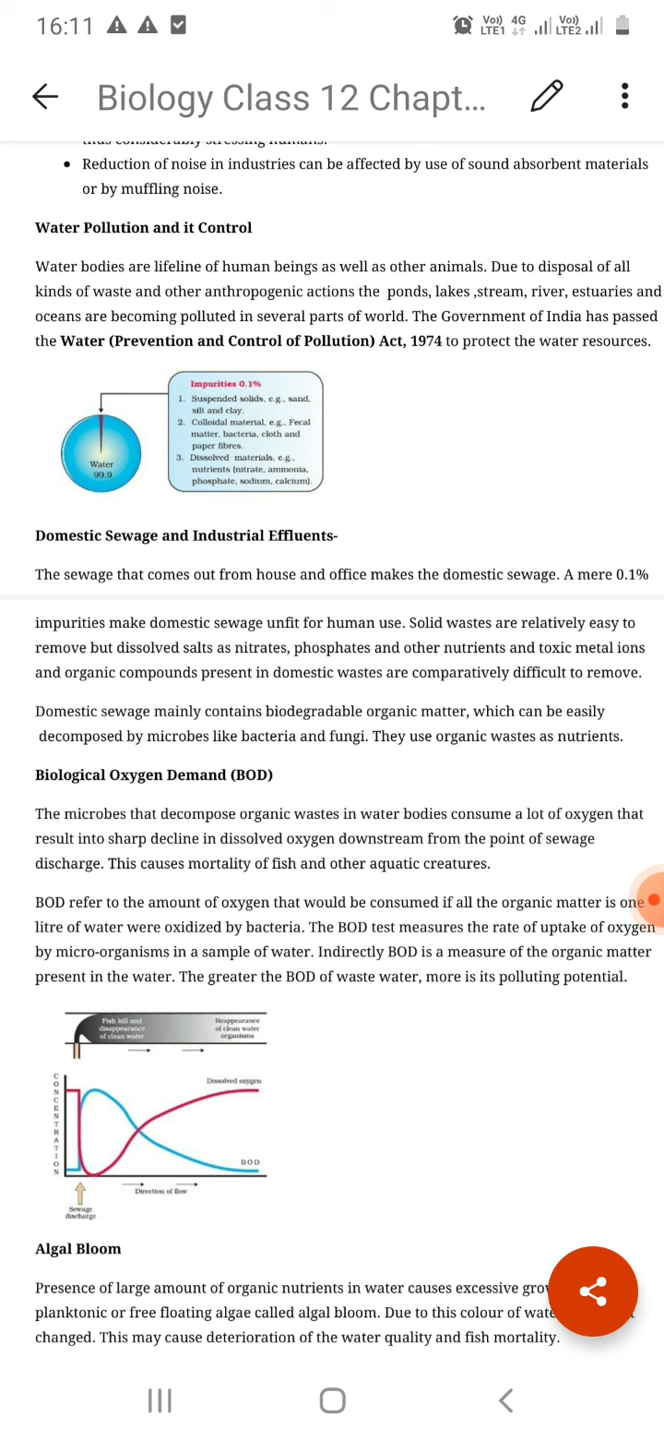 16:11
Vo)) 4G Vo))
LTE1 LTE2
Biology Class 12 Chapt...
thus considerably stressing humans.
• Reduction of noise in industries can be affected by use of sound absorbent materials
or by muffling noise.
Water Pollution and it Control
Water bodies are lifeline of human beings as well as other animals. Due to disposal of all
kinds of waste and other anthropogenic actions the ponds, lakes ,stream, river, estuaries and
oceans are becoming polluted in several parts of world. The Government of India has passed
the Water (Prevention and Control of Pollution) Act, 1974 to protect the water resources.
Impurities 0.1%
1. Suspended solids, e.g., sand,
silt and clay.
2. Colloidal material, e.g., Fecal
matter, bacteria, cloth and
paper fibres.
3. Dissolved materials, e.g.,
nutrients (nitrate, ammonia,
phosphate, sodium, calcium).
Water
99.9
Domestic Sewage and Industrial Effluents-
The sewage that comes out from house and office makes the domestic sewage. A mere 0.1%
impurities make domestic sewage unfit for human use. Solid wastes are relatively easy to
remove but dissolved salts as nitrates, phosphates and other nutrients and toxic metal ions
and organic compounds present in domestic wastes are comparatively difficult to remove.
Domestic sewage mainly contains biodegradable organic matter, which can be easily
decomposed by microbes like bacteria and fungi. They use organic wastes as nutrients.
Biological Oxygen Demand (BOD)
The microbes that decompose organic wastes in water bodies consume a lot of oxygen that
result into sharp decline in dissolved oxygen downstream from the point of sewage
discharge. This causes mortality of fish and other aquatic creatures.
BOD refer to the amount of oxygen that would be consumed if all the organic matter is one
litre of water were oxidized by bacteria. The BOD test measures the rate of uptake of oxygen
by micro-organisms in a sample of water. Indirectly BOD is a measure of the organic matter
present in the water. The greater the BOD of waste water, more is its polluting potential.
Fish kill and
disappearance
of clean water
Reappearance
of clean water
organisms
CONCENTRATION
Dissolved oxygen
BOD
Direction of flow
Sewage
discharge
Algal Bloom
Presence of large amount of organic nutrients in water causes excessive
planktonic or free floating algae called algal bloom. Due to this colour of
changed. This may cause deterioration of the water quality and fish mortality.